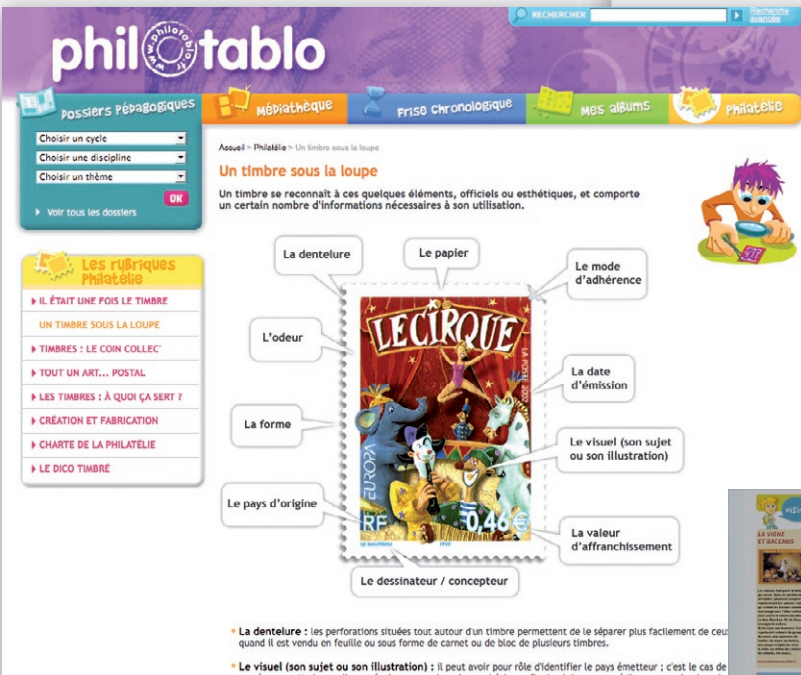 RECHERCHER
Recherche
avancée
philotablo
www.philotablo.fr
Dossiers Pédagogiques
Médiathèque
Frise Chronologique
Mes albums
Philatélie
Choisir un cycle
Choisir une discipline
Choisir un thème
OK
Voir tous les dossiers
Accueil > Philatélie > Un timbre sous la loupe
Un timbre sous la loupe
Un timbre se reconnaît à ces quelques éléments, officiels ou esthétiques, et comporte
un certain nombre d'informations nécessaires à son utilisation.
Les rubriques
Philatélie
IL ÉTAIT UNE FOIS LE TIMBRE
UN TIMBRE SOUS LA LOUPE
TIMBRES : LE COIN COLLEC'
TOUT UN ART... POSTAL
LES TIMBRES : À QUOI ÇA SERT ?
CRÉATION ET FABRICATION
CHARTE DE LA PHILATÉLIE
LE DICO TIMBRÉ
La dentelure
Le papier
Le mode
d'adhérence
L'odeur
La date
d'émission
La forme
Le visuel (son sujet
ou son illustration)
Le pays d'origine
La valeur
d'affranchissement
Le dessinateur / concepteur
LE CIRQUE
LA POSTE 2002
EUROPA
RF
0,46 €
ITVF
La dentelure : les perforations situées tout autour d'un timbre permettent de le séparer plus facilement de ceux
quand il est vendu en feuille ou sous forme de carnet ou de bloc de plusieurs timbres.
Le visuel (son sujet ou son illustration) : il peut avoir pour rôle d'identifier le pays émetteur ; c'est le cas de
LA VIGNE
ET BACCHUS